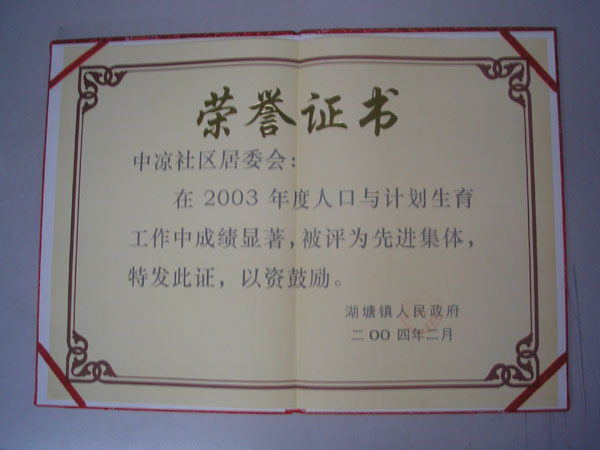 荣誉证书
中凉社区居委会：
在 2003 年度人口与计划生育
工作中成绩显著，被评为先进集体，
特发此证，以资鼓励。
湖塘镇人民政府
二〇〇四年二月